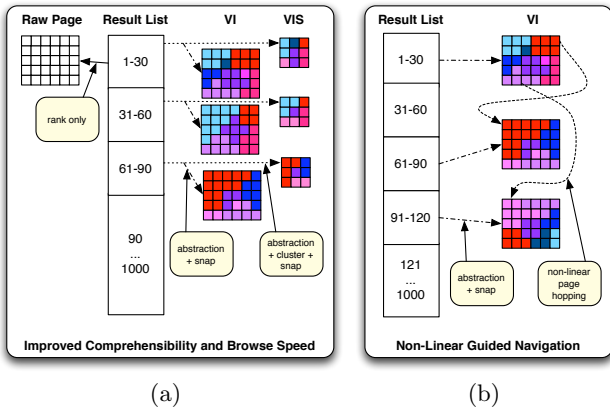 Raw Page Result List VI VIS
1-30
rank only
31-60
61-90
90
...
1000
abstraction
+ snap
abstraction
+ cluster +
snap
Improved Comprehensibility and Browse Speed
(a)
Result List VI
1-30
31-60
61-90
91-120
121
...
1000
abstraction
+ snap
non-linear
page
hopping
Non-Linear Guided Navigation
(b)